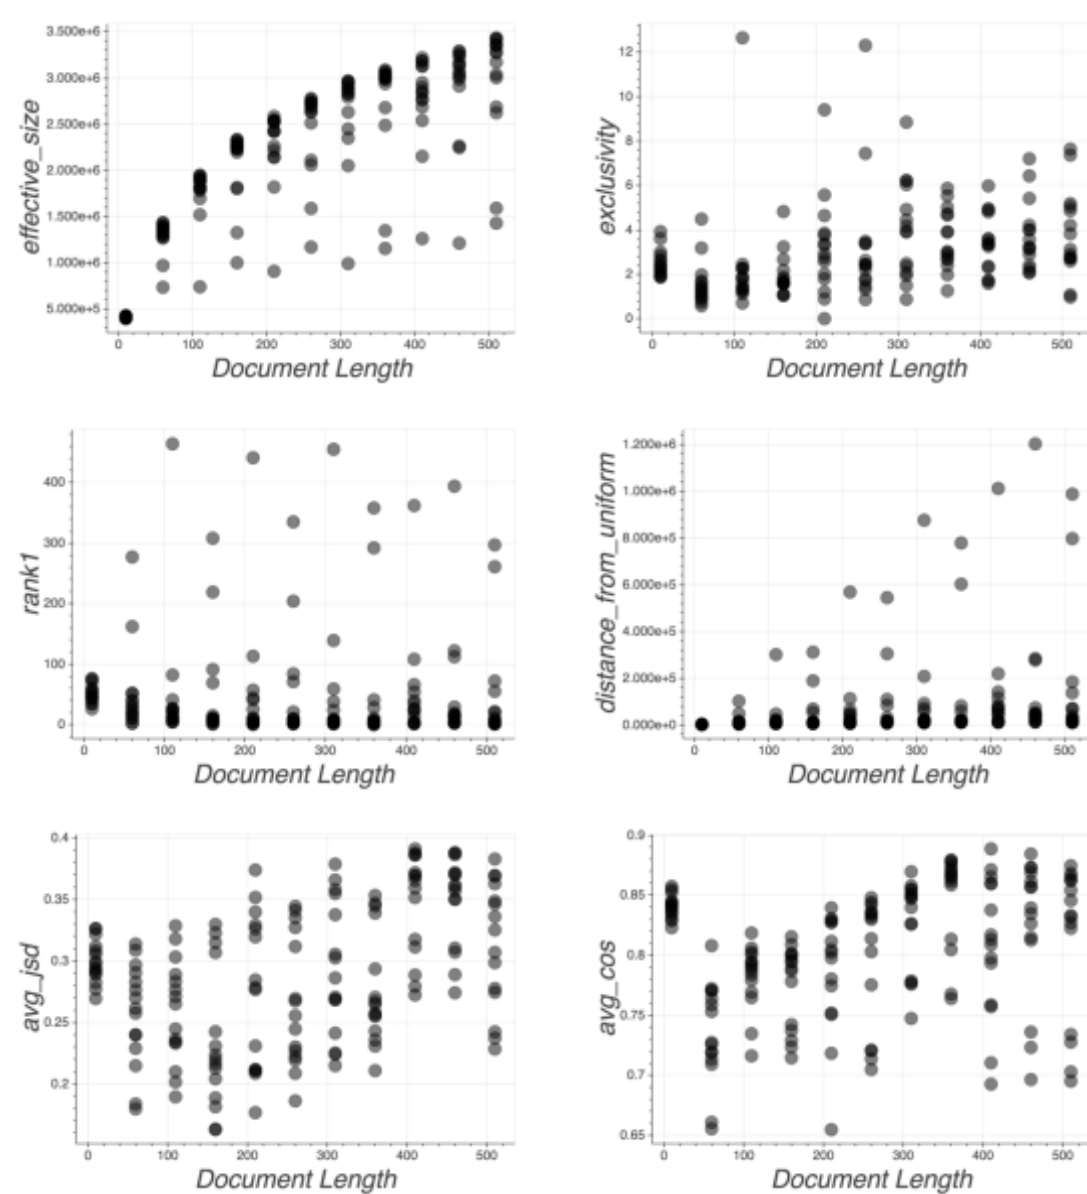 3.500e+6
3.000e+6
2.500e+6
2.000e+6
1.500e+6
1.000e+6
5.000e+5
effective_size
0 100 200 300 400 500
Document Length
12
10
8
6
4
2
0
exclusivity
0 100 200 300 400 500
Document Length
400
300
200
100
0
rank1
0 100 200 300 400 500
Document Length
1.200e+6
1.000e+6
8.000e+5
6.000e+5
4.000e+5
2.000e+5
0.000e+0
distance_from_uniform
0 100 200 300 400 500
Document Length
0.4
0.35
0.3
0.25
0.2
avg_jsd
0 100 200 300 400 500
Document Length
0.9
0.85
0.8
0.75
0.7
0.65
avg_cos
0 100 200 300 400 500
Document Length